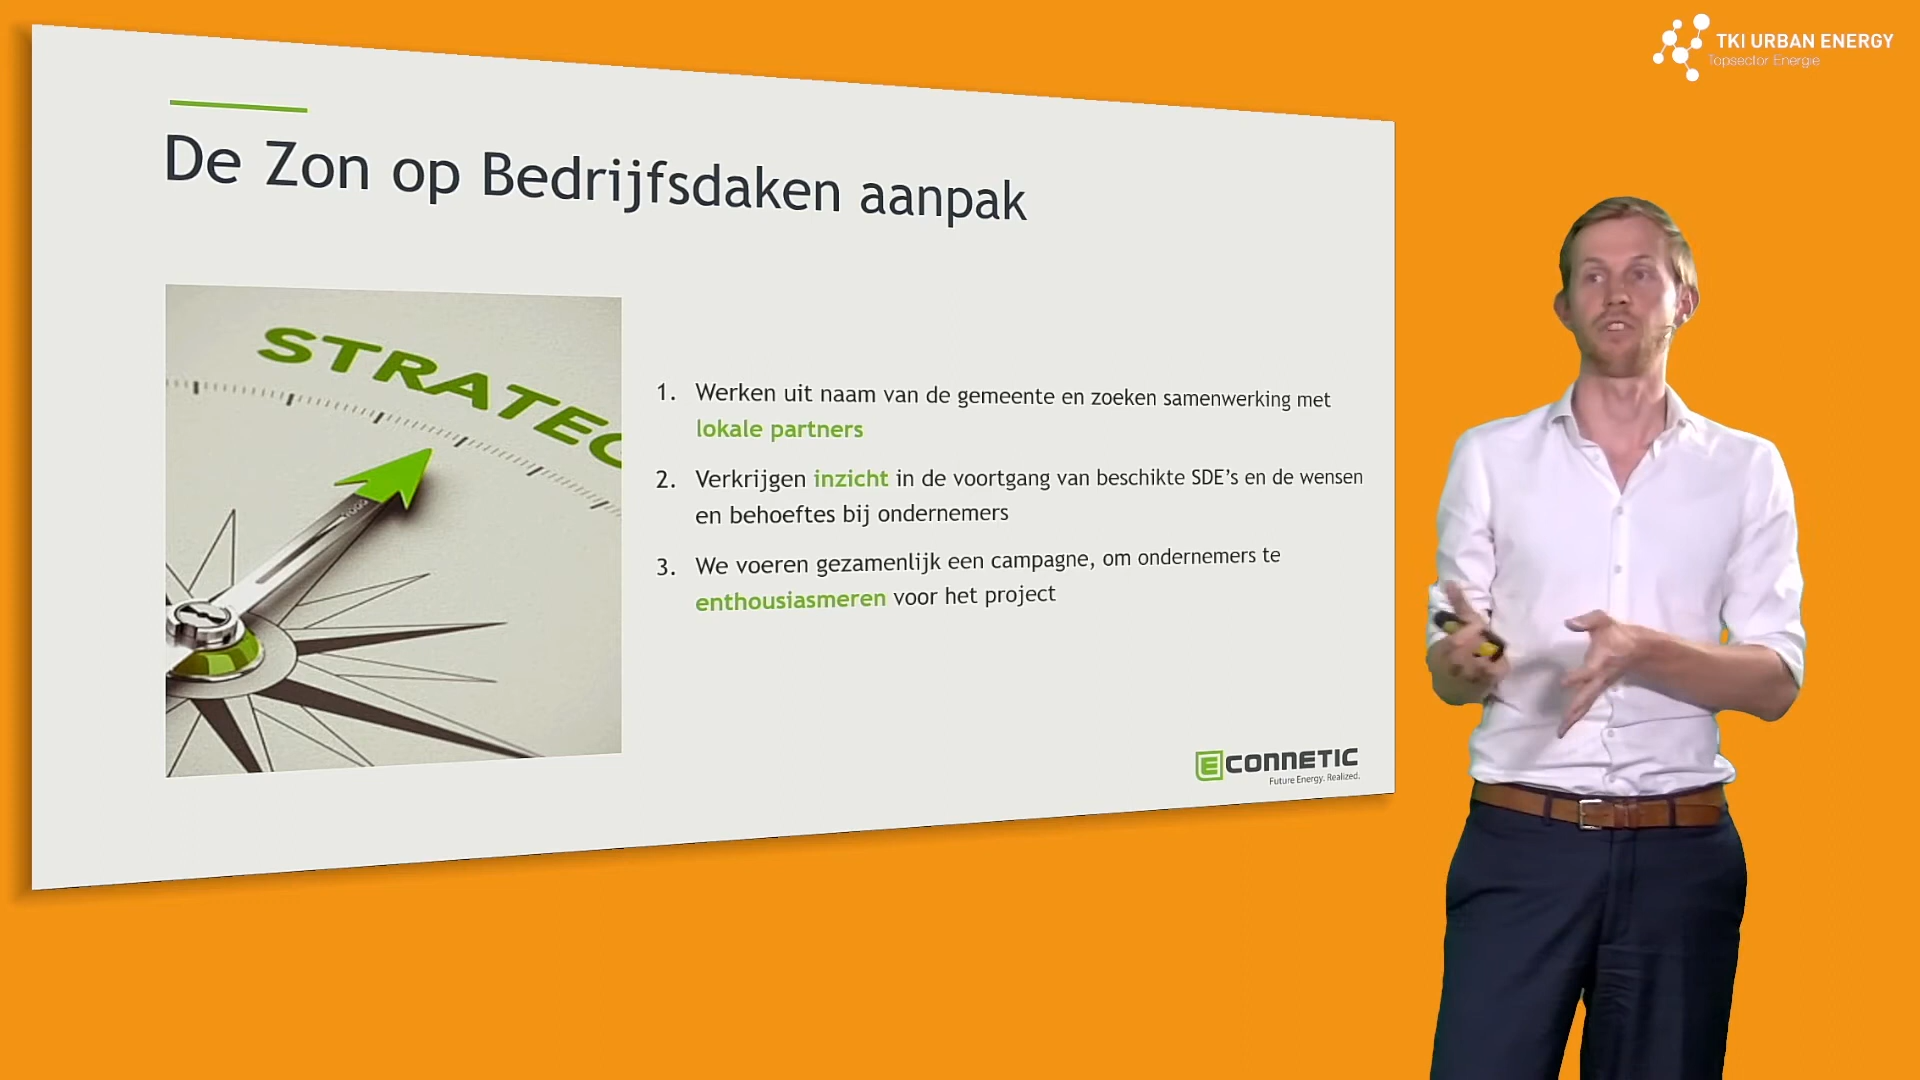 TKI URBAN ENERGY
Topsector Energie
De Zon op Bedrijfsdaken aanpak
STRATEG
1. Werken uit naam van de gemeente en zoeken samenwerking met
lokale partners
2. Verkrijgen inzicht in de voortgang van beschikte SDE's en de wensen
en behoeftes bij ondernemers
3. We voeren gezamenlijk een campagne, om ondernemers te
enthousiasmeren voor het project
ECONNETIC
Future Energy. Realized.